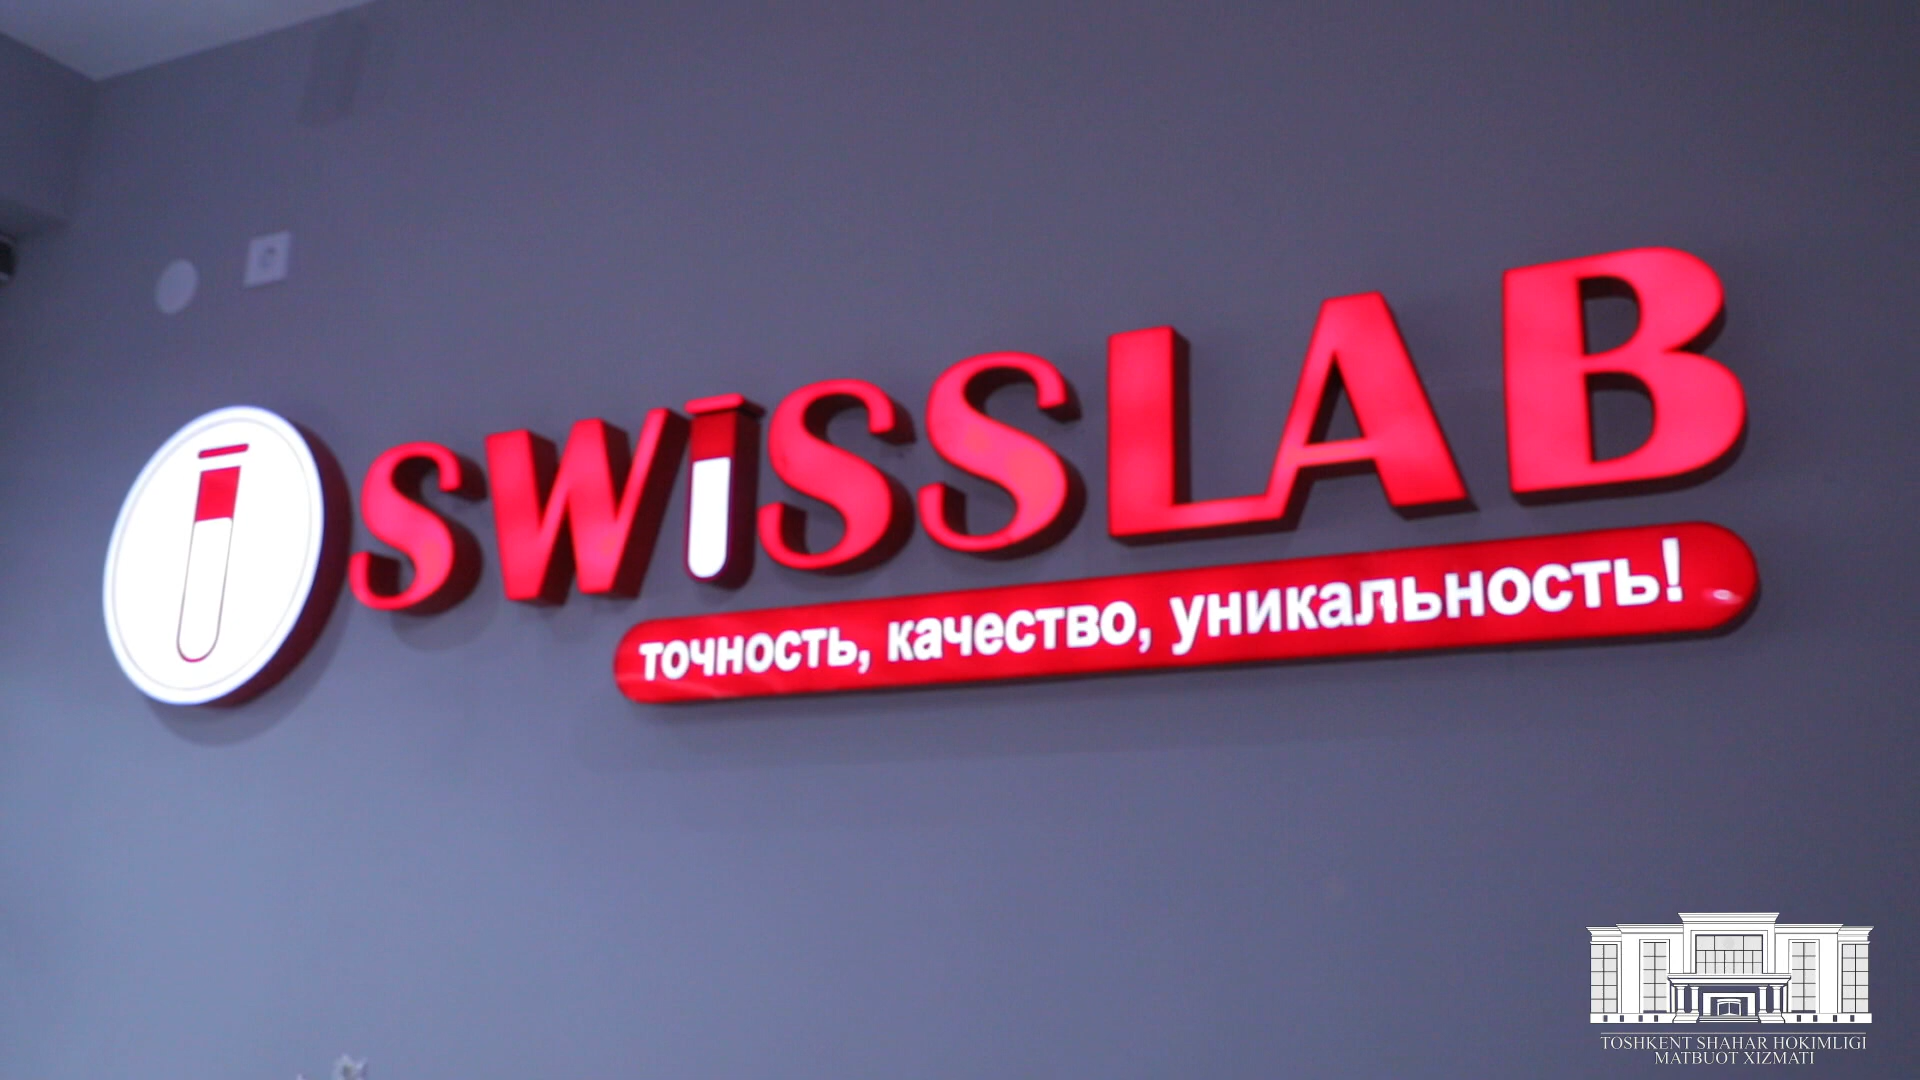 SWiSSLAB
точность, качество, уникальность!
TOSHKENT SHAHAR HOKIMLIGI
MATBUOT XIZMATI